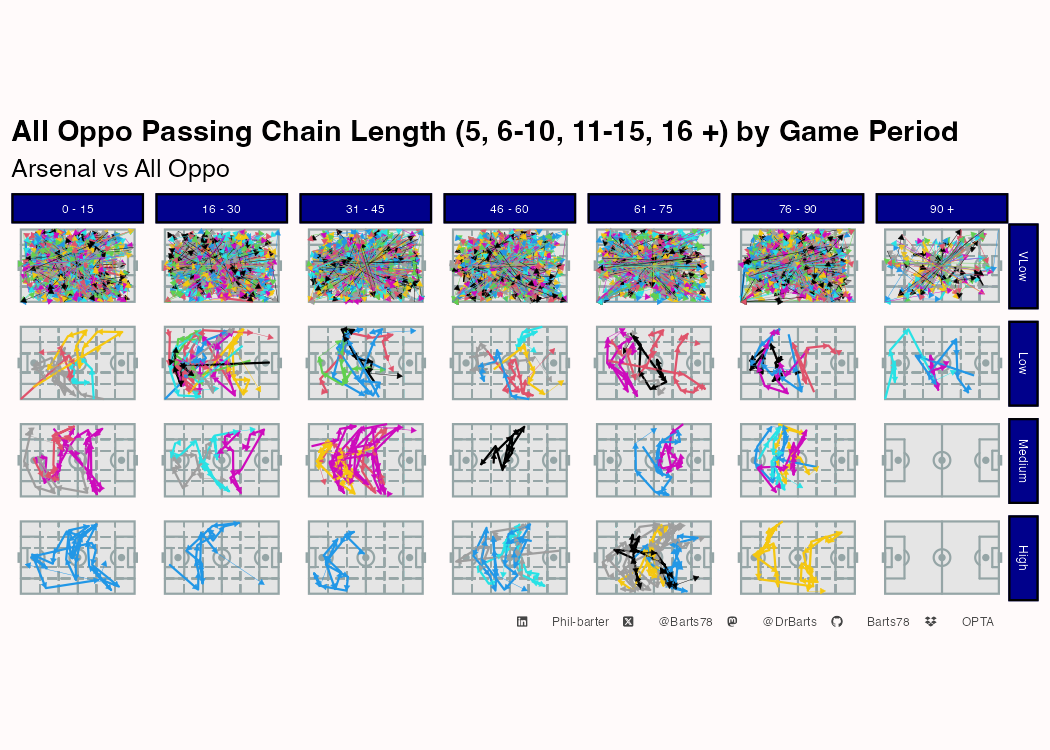 All Oppo Passing Chain Length (5, 6-10, 11-15, 16 +) by Game Period
Arsenal vs All Oppo
0 - 15 16 - 30 31 - 45 46 - 60 61 - 75 76 - 90 90 +
VLow
Low
Medium
High
Phil-barter @Barts78 @DrBarts Barts78 OPTA